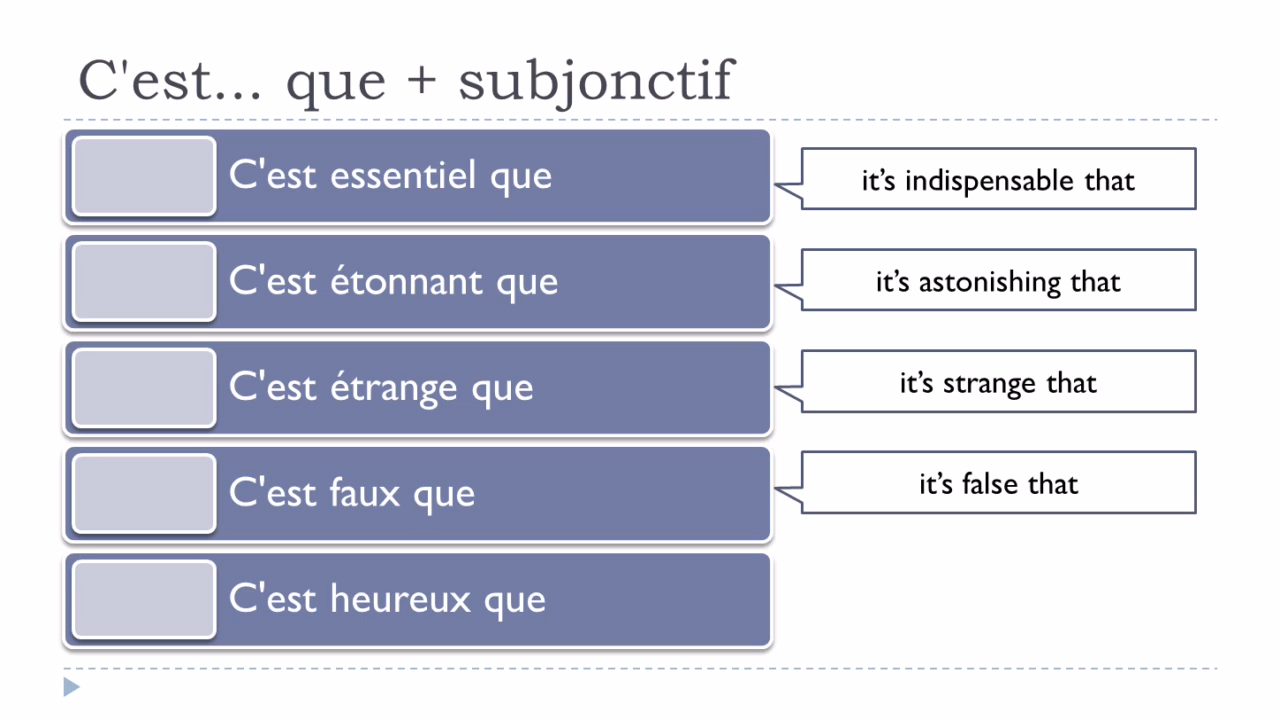 C'est… que + subjonctif
C'est essentiel que
it’s indispensable that
C'est étonnant que
it’s astonishing that
C'est étrange que
it’s strange that
C'est faux que
it’s false that
C'est heureux que